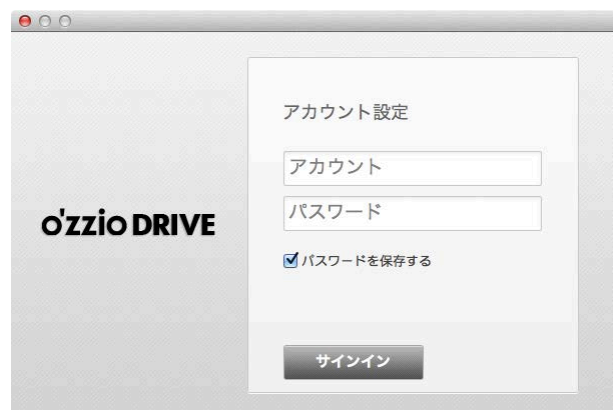 アカウント設定
アカウント
パスワード
o'zzio DRIVE
パスワードを保存する
サインイン